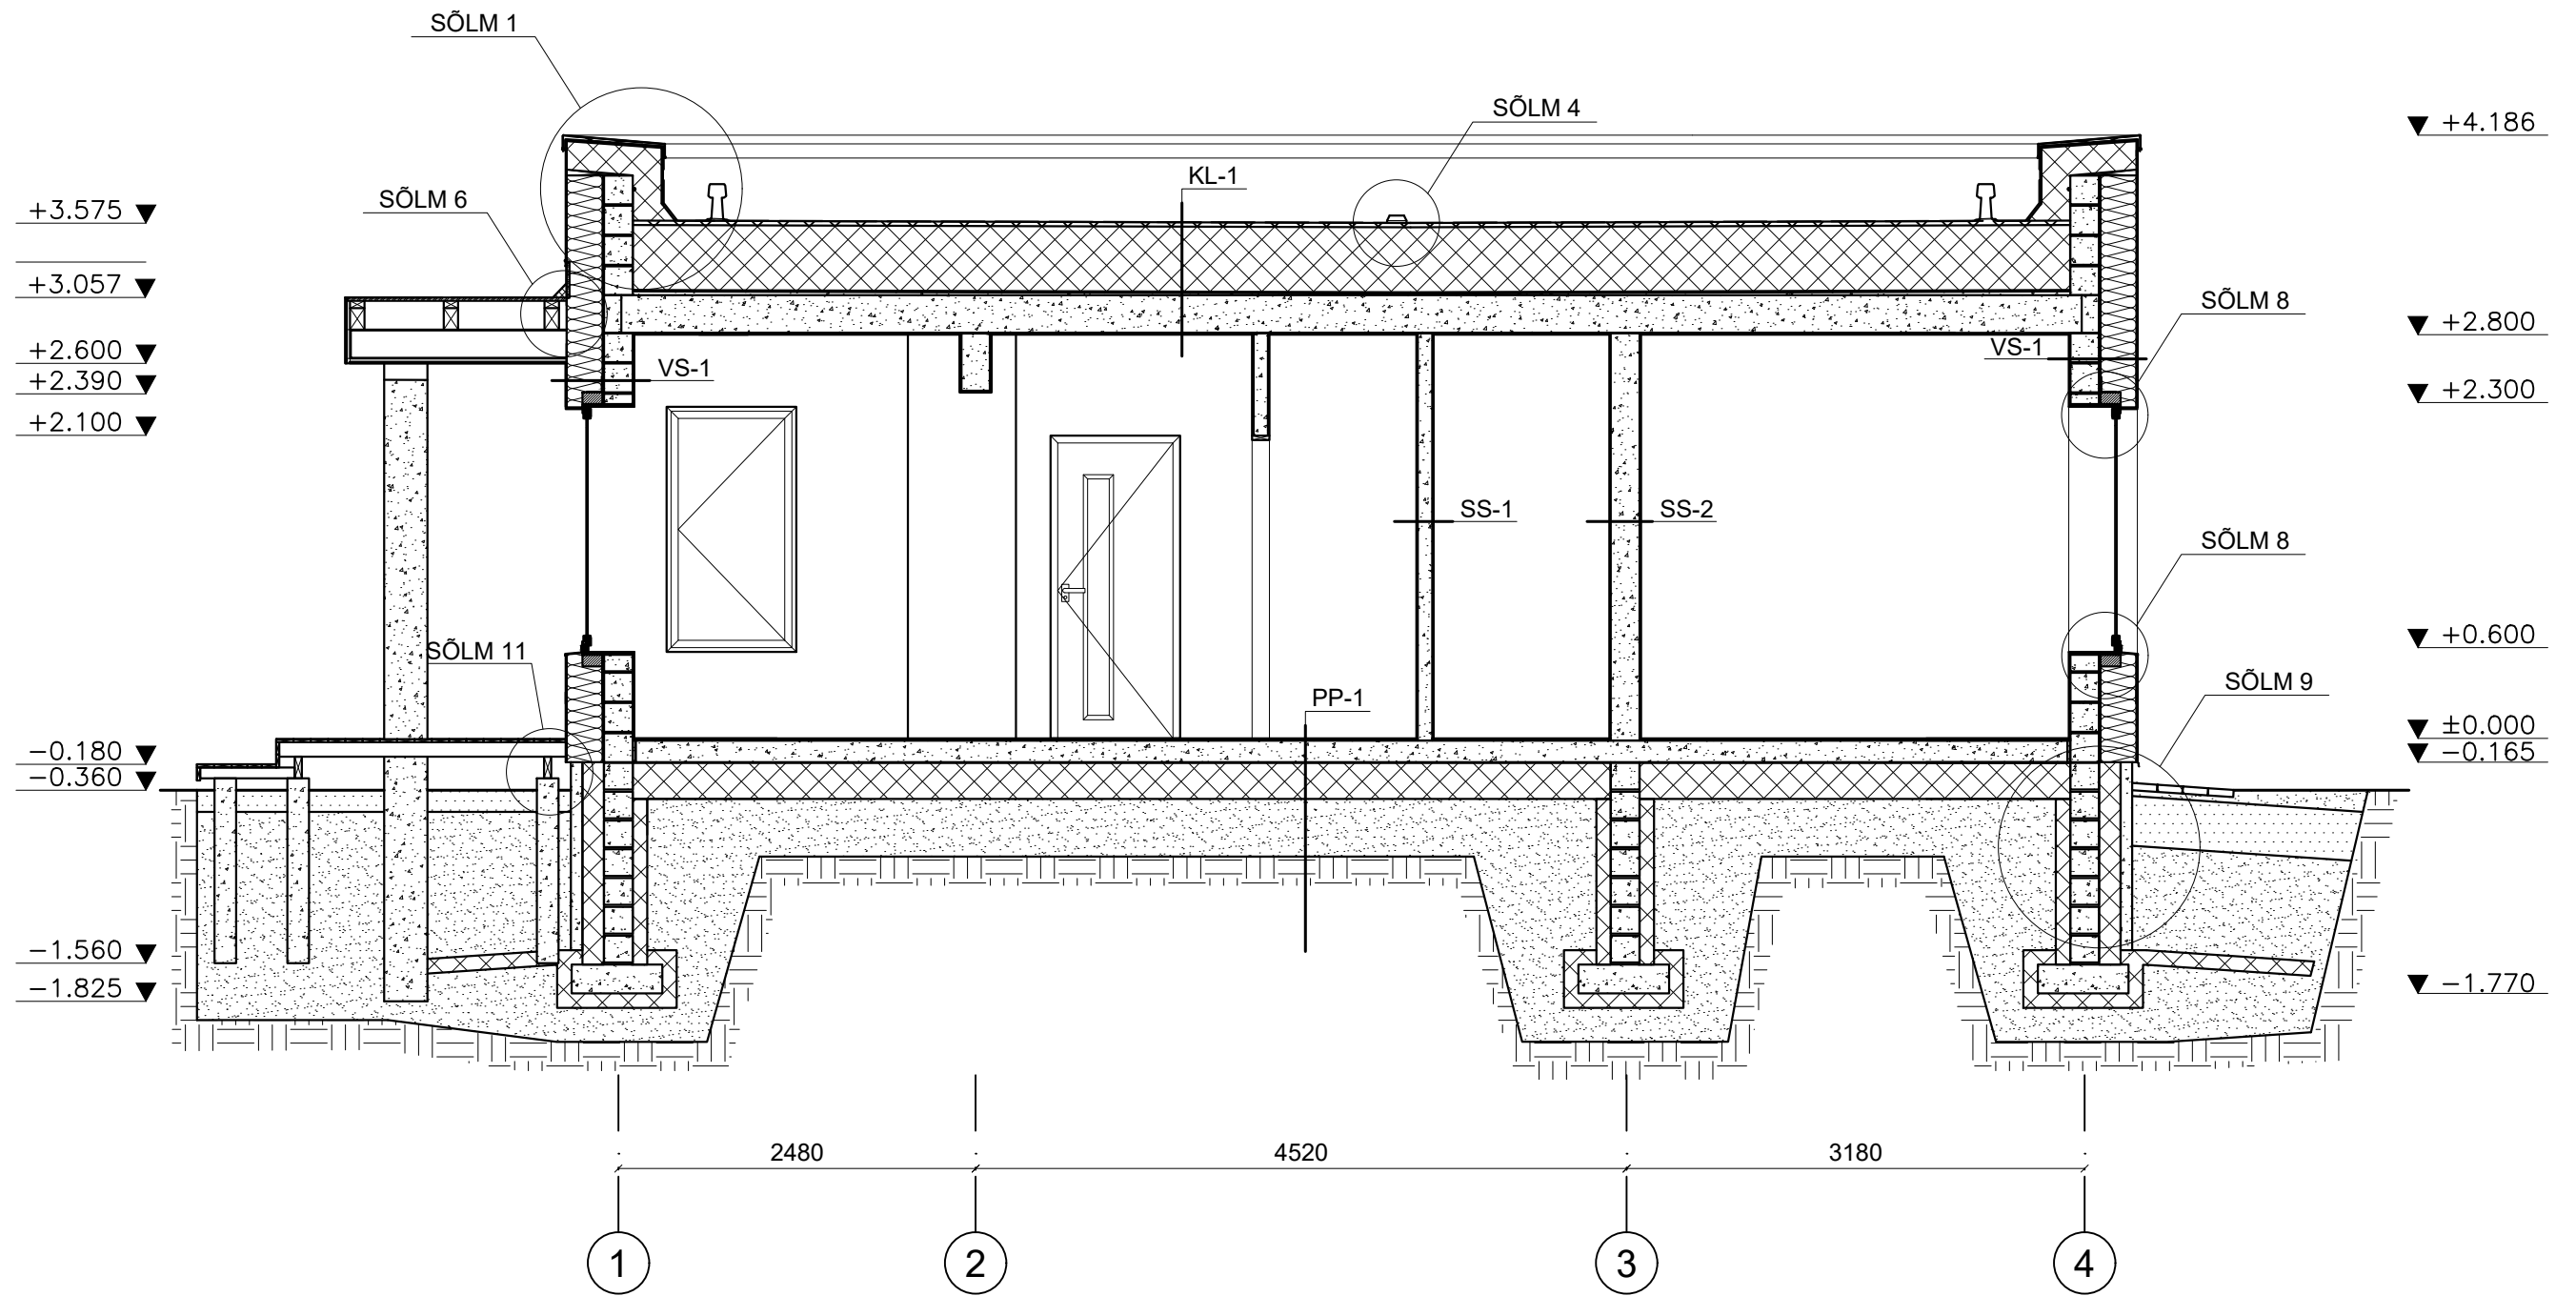 SÕLM 1
SÕLM 4
+4.186
KL-1
SÕLM 6
+3.575
+3.057
SÕLM 8
+2.800
+2.600
VS-1
VS-1
+2.390
+2.300
+2.100
SS-1
SS-2
SÕLM 8
+0.600
SÕLM 11
SÕLM 9
PP-1
±0.000
-0.180
-0.165
-0.360
-1.560
-1.825
-1.770
2480
4520
3180
1
2
3
4